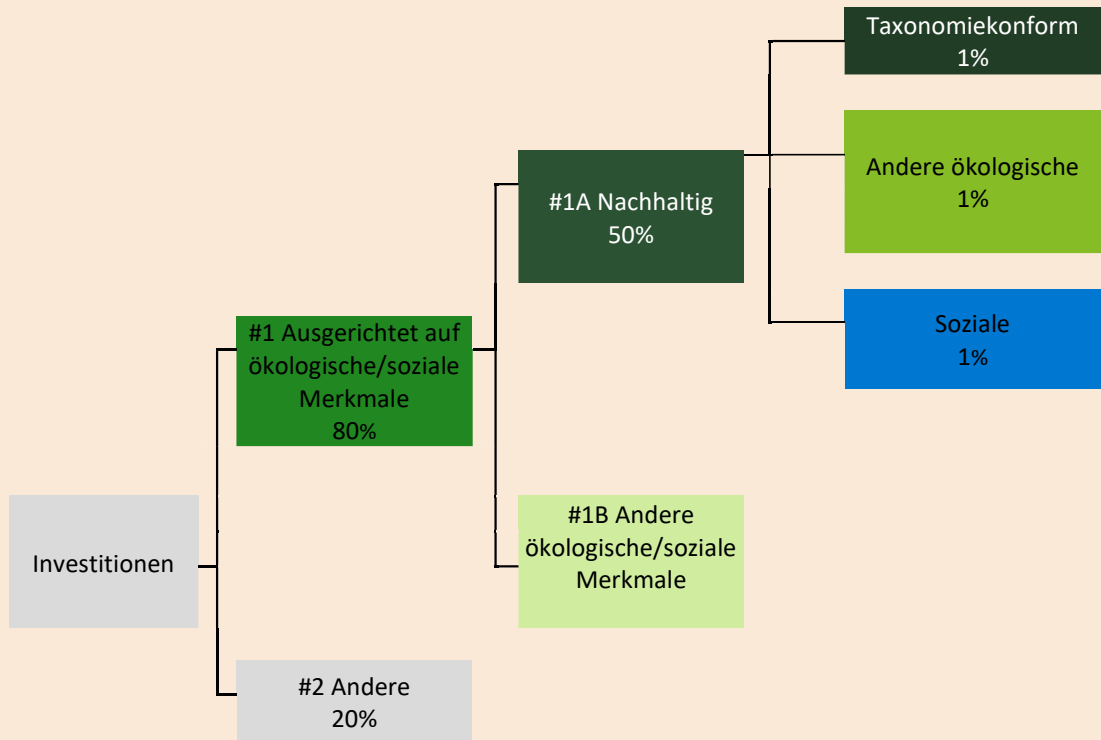 Taxonomiekonform
1%
Andere ökologische
1%
#1A Nachhaltig
50%
Soziale
1%
#1 Ausgerichtet auf
ökologische/soziale
Merkmale
80%
#1B Andere
ökologische/soziale
Merkmale
Investitionen
#2 Andere
20%